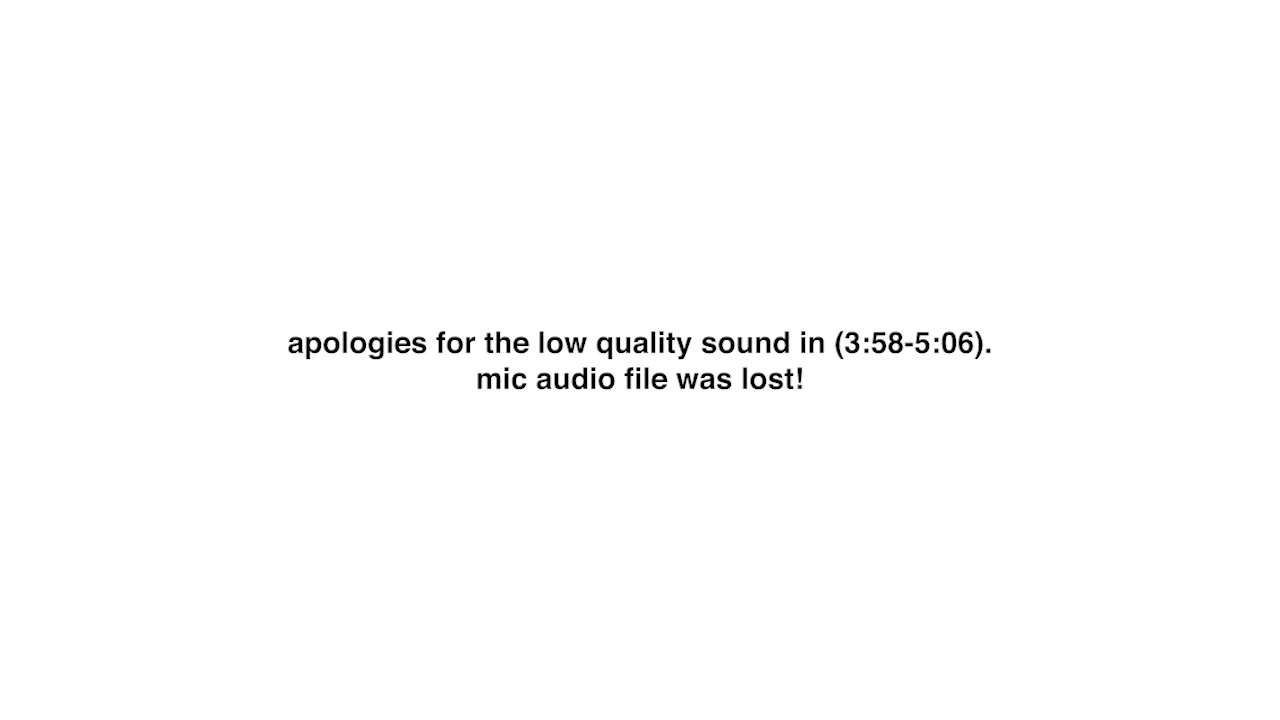 apologies for the low quality sound in (3:58-5:06).
mic audio file was lost!